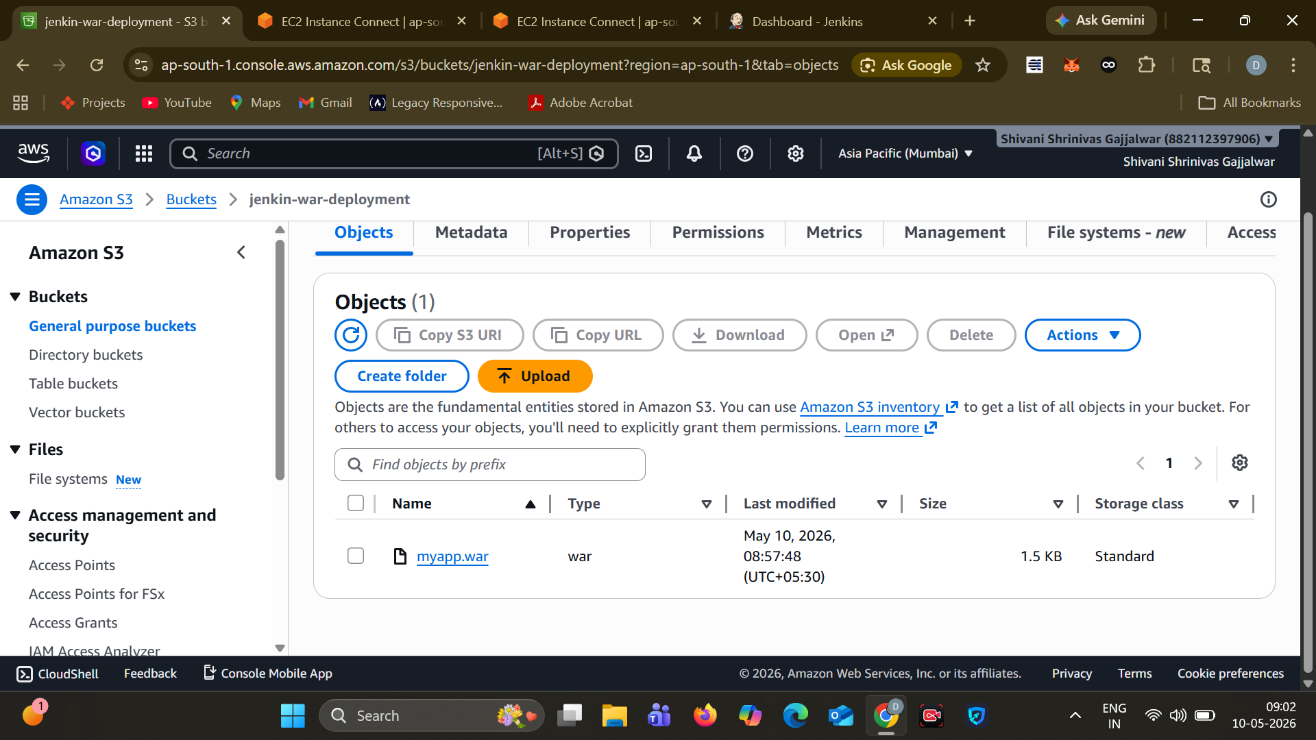 jenkin-war-deployment - S3 b
EC2 Instance Connect | ap-sou
EC2 Instance Connect | ap-sou
Dashboard - Jenkins
Ask Gemini
ap-south-1.console.aws.amazon.com/s3/buckets/jenkin-war-deployment?region=ap-south-1&tab=objects
Ask Google
D
Projects
YouTube
Maps
Gmail
Legacy Responsive...
Adobe Acrobat
All Bookmarks
aws
Search
[Alt+S]
Asia Pacific (Mumbai)
Shivani Shrinivas Gajjalwar (882112397906)
Shivani Shrinivas Gajjalwar
Amazon S3
Buckets
jenkin-war-deployment
Amazon S3
Buckets
General purpose buckets
Directory buckets
Table buckets
Vector buckets
Files
File systems New
Access management and
security
Access Points
Access Points for FSx
Access Grants
IAM Access Analyzer
Objects
Metadata
Properties
Permissions
Metrics
Management
File systems - new
Access
Objects (1)
Copy S3 URI
Copy URL
Download
Open
Delete
Actions
Create folder
Upload
Objects are the fundamental entities stored in Amazon S3. You can use Amazon S3 inventory to get a list of all objects in your bucket. For
others to access your objects, you'll need to explicitly grant them permissions. Learn more
Find objects by prefix
1
Name
Type
Last modified
Size
Storage class
myapp.war
war
May 10, 2026,
08:57:48
(UTC+05:30)
1.5 KB
Standard
CloudShell
Feedback
Console Mobile App
© 2026, Amazon Web Services, Inc. or its affiliates.
Privacy
Terms
Cookie preferences
1
Search
D
ENG
IN
09:02
10-05-2026